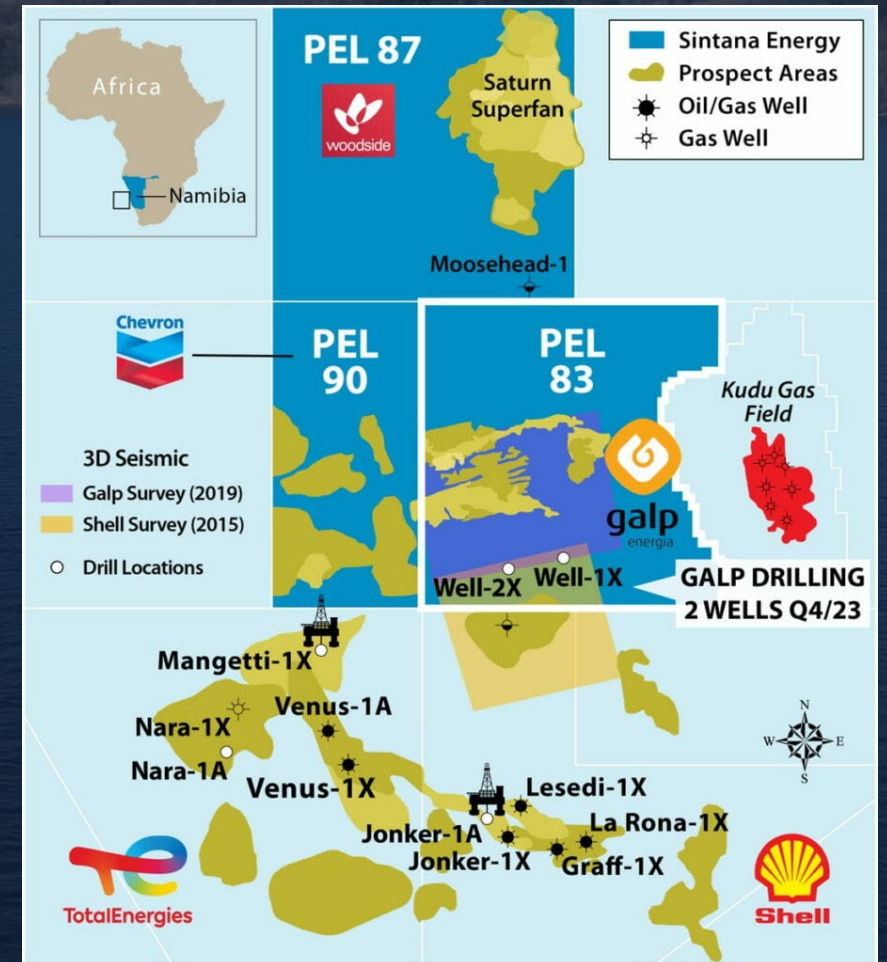 Africa
Namibia
PEL 87
woodside
Saturn
Superfan
Moosehead-1
Sintana Energy
Prospect Areas
Oil/Gas Well
Gas Well
Chevron
PEL
90
PEL
83
Kudu Gas
Field
3D Seismic
Galp Survey (2019)
Shell Survey (2015)
Drill Locations
galp
energia
Well-2X
Well-1X
GALP DRILLING
2 WELLS Q4/23
Mangetti-1X
Nara-1X
Venus-1A
Nara-1A
Venus-1X
Lesedi-1X
Jonker-1A
La Rona-1X
Jonker-1X
Graff-1X
N
W
E
S
TotalEnergies
Shell